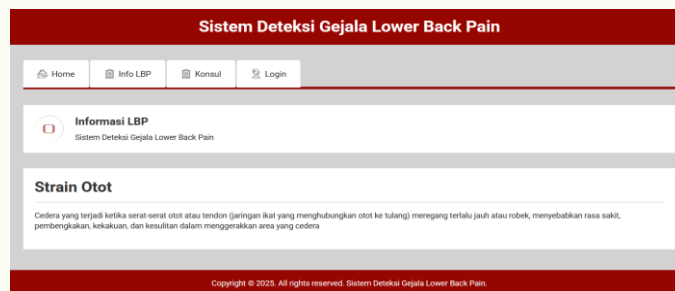 Sistem Deteksi Gejala Lower Back Pain
Home Info LBP Konsul Login
Informasi LBP
Sistem Deteksi Gejala Lower Back Pain
Strain Otot
Cedera yang terjadi ketika serat-serat otot atau tendon (jaringan ikat yang menghubungkan otot ke tulang) meregang terlalu jauh atau robek, menyebabkan rasa sakit,
pembengkakan, kekakuan, dan kesulitan dalam menggerakkan area yang cedera
Copyright © 2025. All rights reserved. Sistem Deteksi Gejala Lower Back Pain.